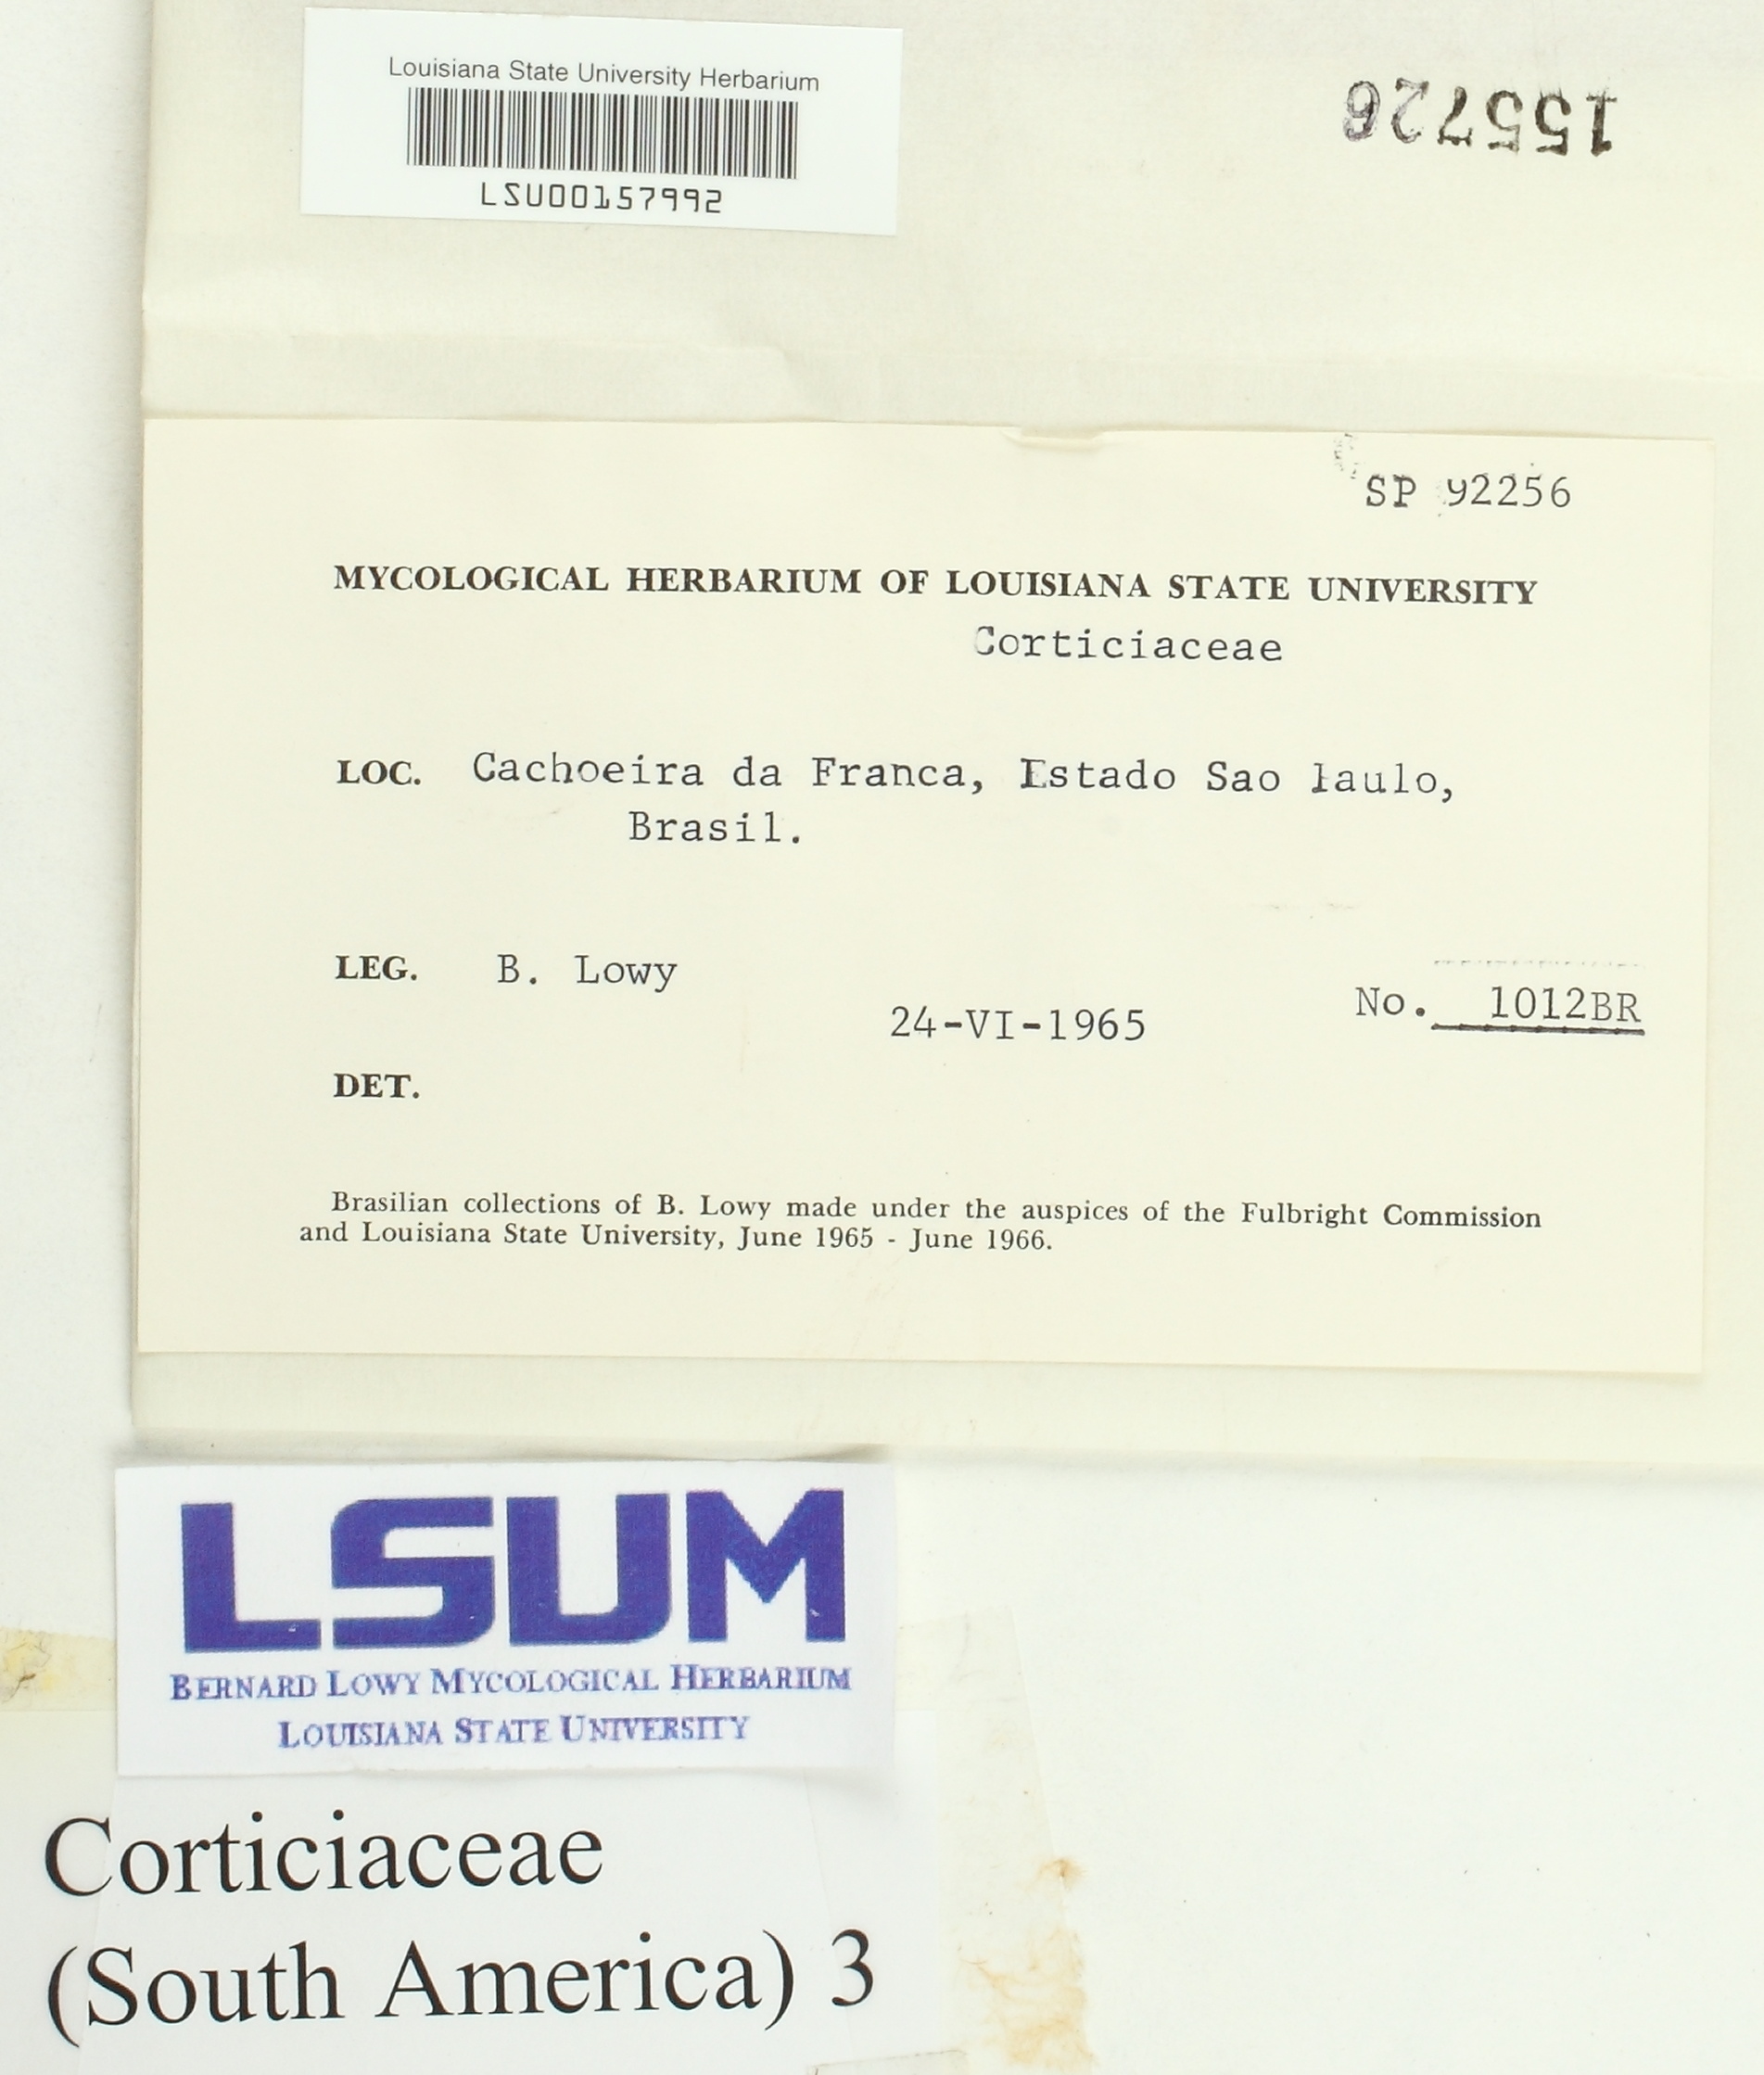 Louisiana State University Herbarium
LSU00157992
155726
SP 92256
MYCOLOGICAL HERBARIUM OF LOUISIANA STATE UNIVERSITY
Corticiaceae
LOC. Cachoeira da Franca, Estado Sao Paulo,
Brasil.
LEG. B. Lowy
24-VI-1965
No. 1012BR
DET.
Brasilian collections of B. Lowy made under the auspices of the Fulbright Commission
and Louisiana State University, June 1965 - June 1966.
LSUM
BERNARD LOWY MYCOLOGICAL HERBARIUM
LOUISIANA STATE UNIVERSITY
Corticiaceae
(South America) 3